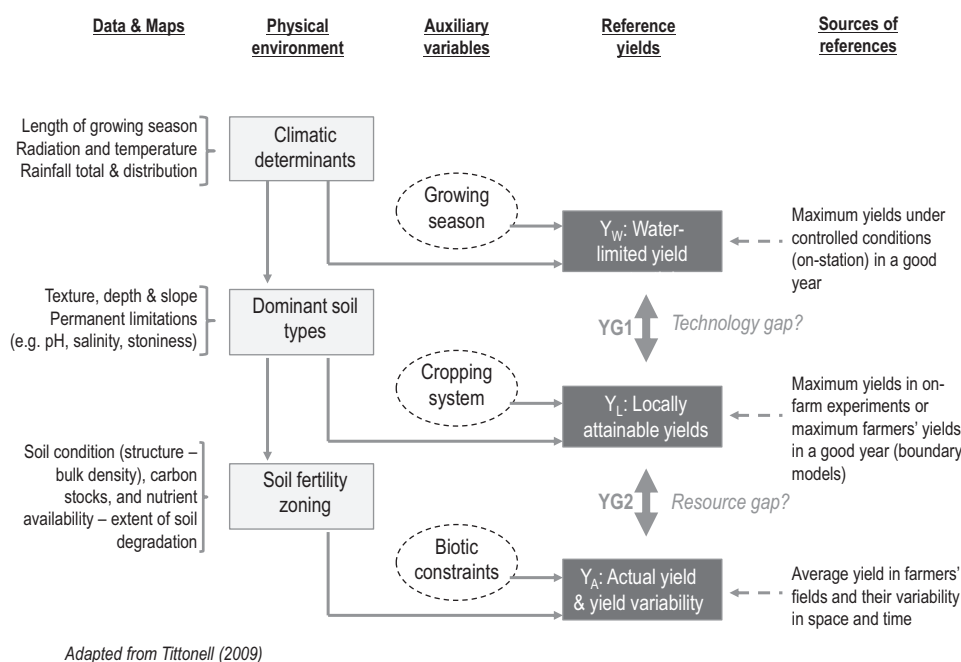 Data & Maps
Physical
environment
Auxiliary
variables
Reference
yields
Sources of
references
Length of growing season
Radiation and temperature
Rainfall total & distribution
Climatic
determinants
Growing
season
Y_W: Water-
limited yield
Maximum yields under
controlled conditions
(on-station) in a good
year
YG1
Technology gap?
Texture, depth & slope
Permanent limitations
(e.g. pH, salinity, stoniness)
Dominant soil
types
Cropping
system
Y_L: Locally
attainable yields
Maximum yields in on-
farm experiments or
maximum farmers' yields
in a good year (boundary
models)
YG2
Resource gap?
Soil condition (structure –
bulk density), carbon
stocks, and nutrient
availability – extent of soil
degradation
Soil fertility
zoning
Biotic
constraints
Y_A: Actual yield
& yield variability
Average yield in farmers'
fields and their variability
in space and time
Adapted from Tittonell (2009)